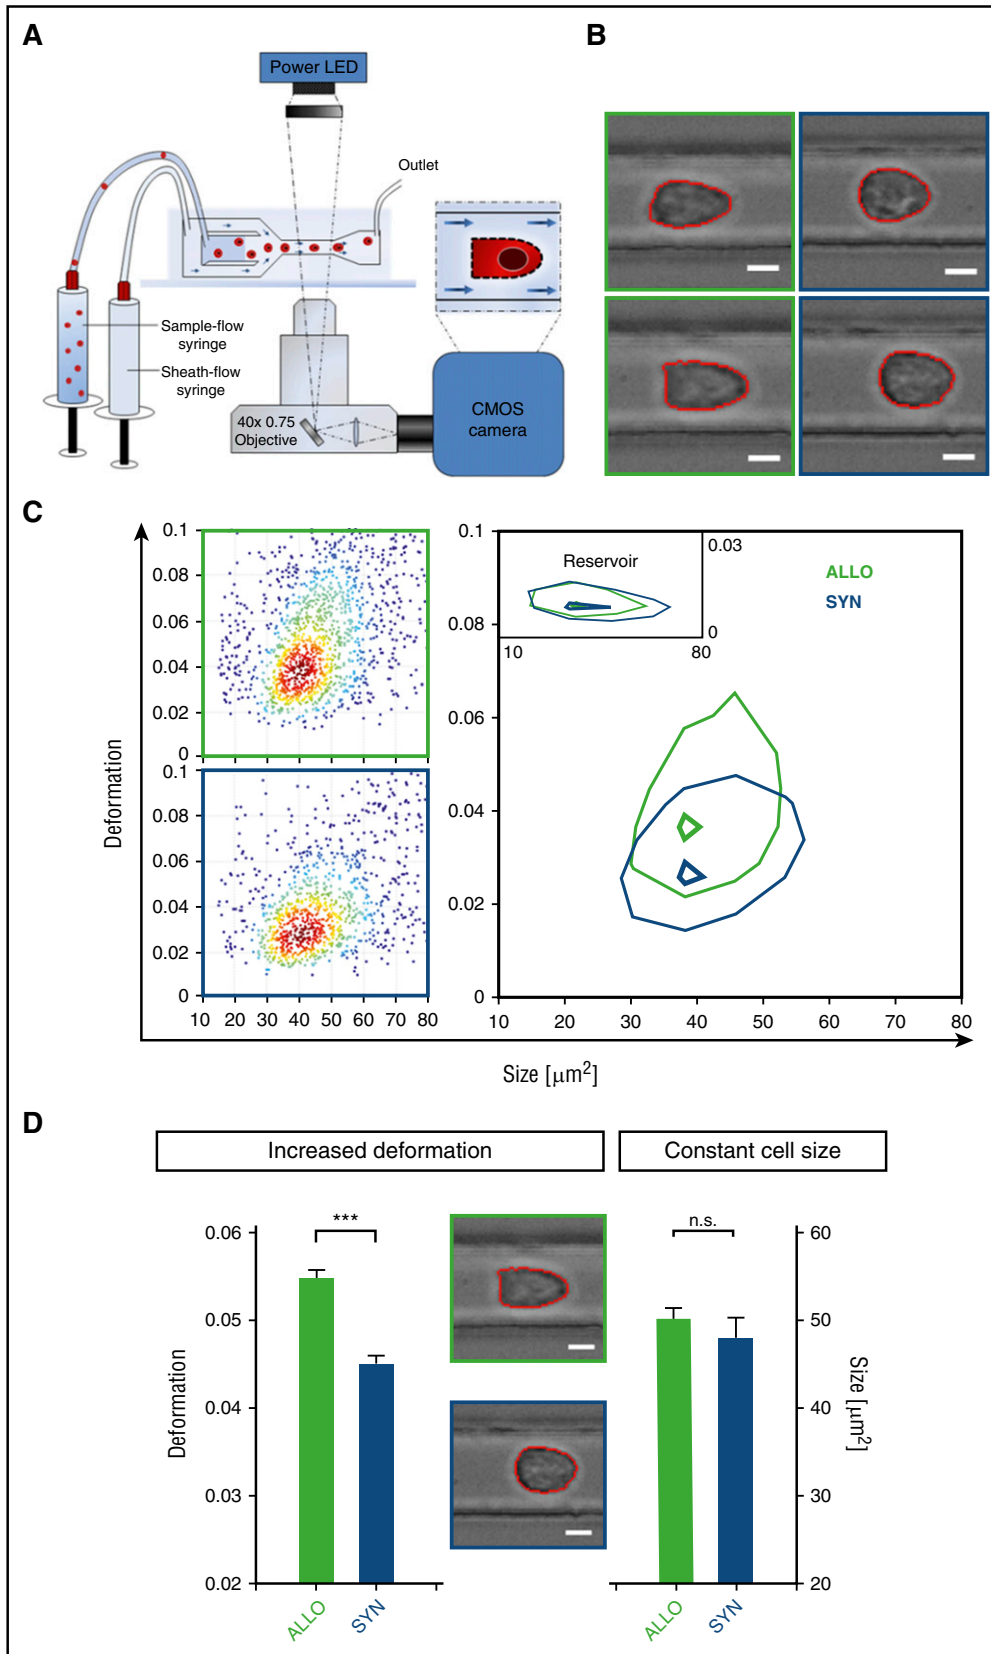 A
Power LED
Outlet
Sample-flow
syringe
Sheath-flow
syringe
40x 0.75
Objective
CMOS
camera
B
C
Deformation
0.1
0.08
0.06
0.04
0.02
0
0.1
0.08
0.06
0.04
0.02
0
10 20 30 40 50 60 70 80
0.1
0.08
0.06
0.04
0.02
0
Reservoir
0.03
0
10 80
ALLO
SYN
10 20 30 40 50 60 70 80
Size [μm²]
D
Increased deformation
Constant cell size
Deformation
0.06
0.05
0.04
0.03
0.02
***
ALLO
SYN
n.s.
60
50
40
30
20
Size [μm²]
ALLO
SYN